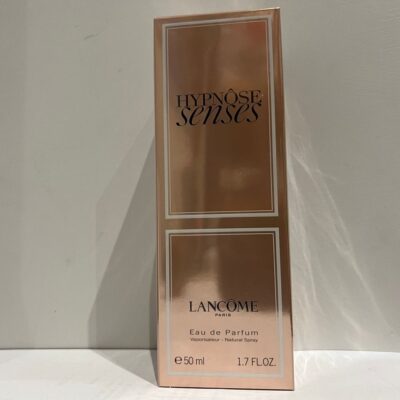 HYPNÔSE
senses
LANCÔME
PARIS
Eau de Parfum
Vaporisateur - Natural Spray
℮50 ml 1.7 FL.OZ.